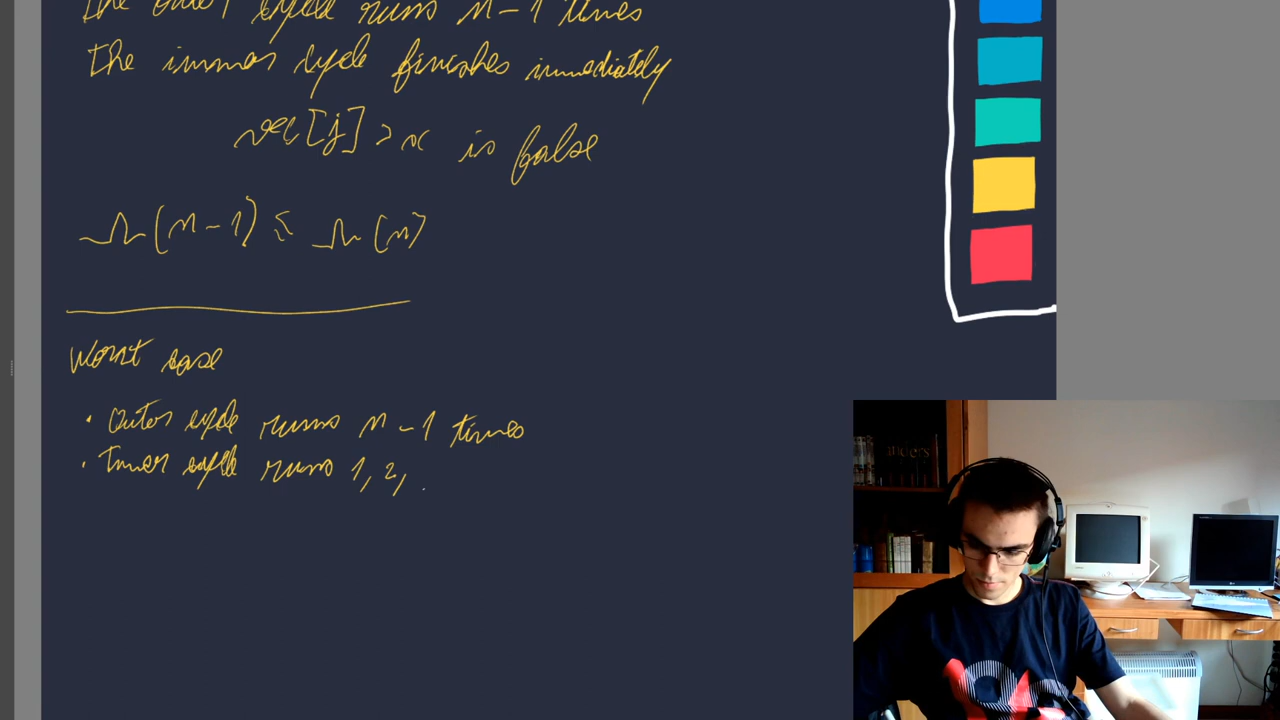 The outer cycle runs n-1 times
The inner cycle finishes immediately
vec[j] > x is false
Ω(n-1) ≤ Ω(n)
Worst case
• Outer cycle runs n-1 times
• Inner cycle runs 1, 2, .
anders